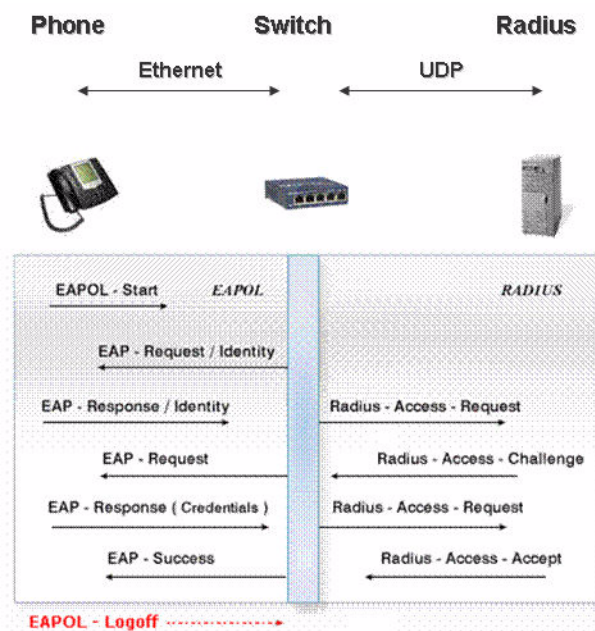 Phone Switch Radius
Ethernet UDP
EAPOL - Start EAPOL RADIUS
EAP - Request / Identity
EAP - Response / Identity Radius - Access - Request
EAP - Request Radius - Access - Challenge
EAP - Response ( Credentials ) Radius - Access - Request
EAP - Success Radius - Access - Accept
EAPOL - Logoff